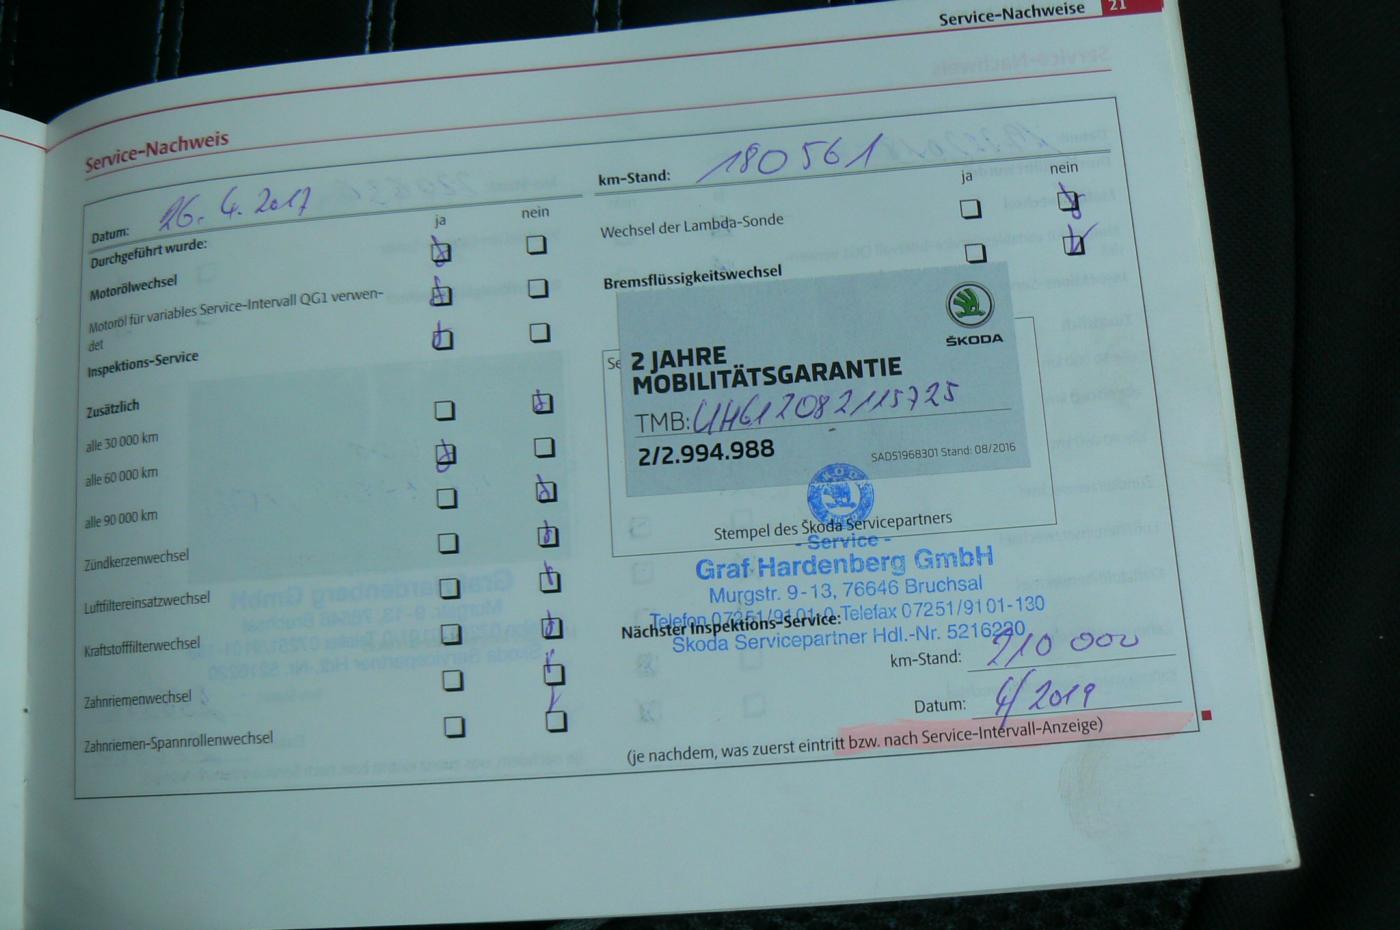 Service-Nachweise 21
Service-Nachweis
Datum: 26. 4. 2017
km-Stand: 180561
Durchgeführt wurde:
ja nein
Motorölwechsel
Motoröl für variables Service-Intervall QG1 verwen-
det
Inspektions-Service
Zusätzlich
alle 30 000 km
alle 60 000 km
alle 90 000 km
Zündkerzenwechsel
Luftfiltereinsatzwechsel
Kraftstofffilterwechsel
Zahnriemenwechsel
Zahnriemen-Spannrollenwechsel
ja nein
Wechsel der Lambda-Sonde
Bremsflüssigkeitswechsel
ŠKODA
2 JAHRE
MOBILITÄTSGARANTIE
TMB:
2/2.994.988
SAD51968301 Stand: 08/2016
Stempel des Škoda Servicepartners
- Service -
Graf Hardenberg GmbH
Murgstr. 9-13, 76646 Bruchsal
Telefon 07251/9101-0 Telefax 07251/9101-130
Nächster Inspektions-Service:
Skoda Servicepartner Hdl.-Nr. 5216220
km-Stand: 210 000
Datum: 4/2019
(je nachdem, was zuerst eintritt bzw. nach Service-Intervall-Anzeige)